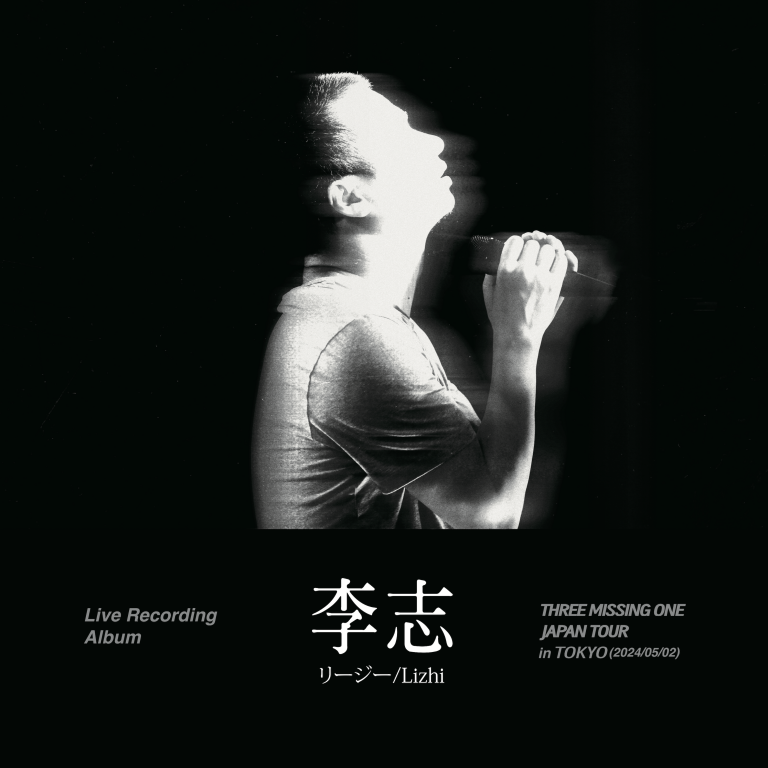 Live Recording
Album
李志
リージー/Lizhi
THREE MISSING ONE
JAPAN TOUR
in TOKYO (2024/05/02)